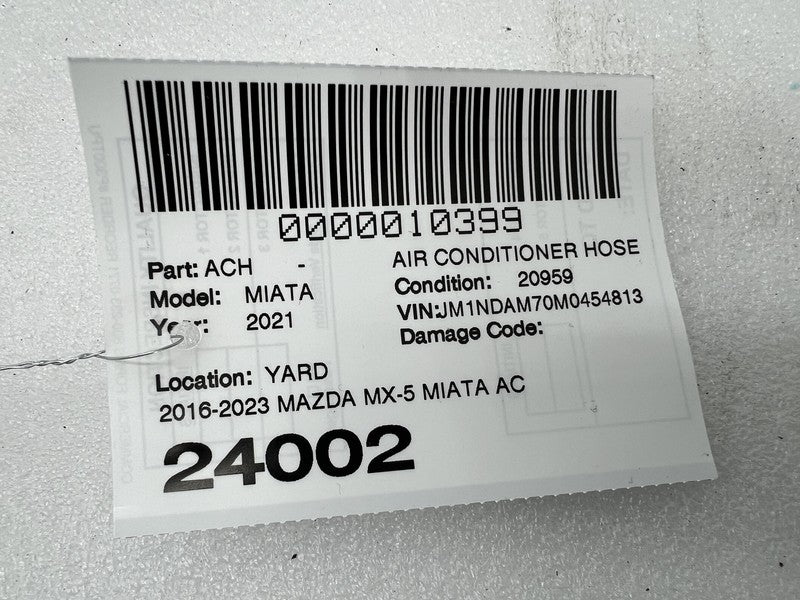 0000010399
Part: ACH - AIR CONDITIONER HOSE
Model: MIATA Condition: 20959
Year: 2021 VIN:JM1NDAM70M0454813
Damage Code:
Location: YARD
2016-2023 MAZDA MX-5 MIATA AC
24002